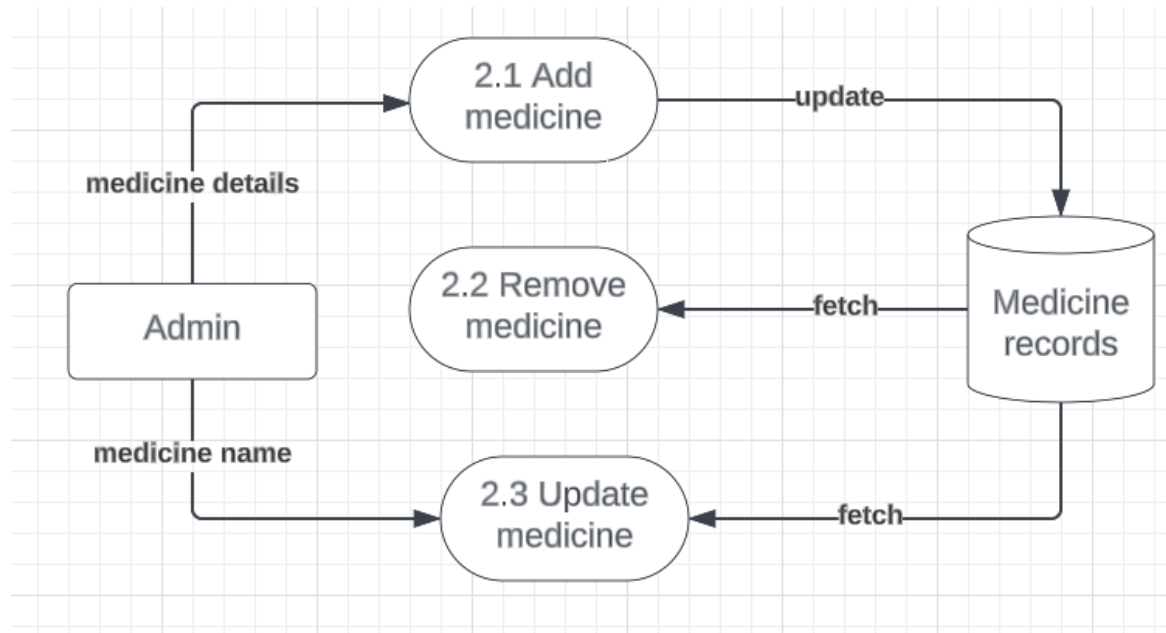 2.1 Add
medicine
update
medicine details
2.2 Remove
medicine
fetch
Medicine
records
Admin
medicine name
2.3 Update
medicine
fetch